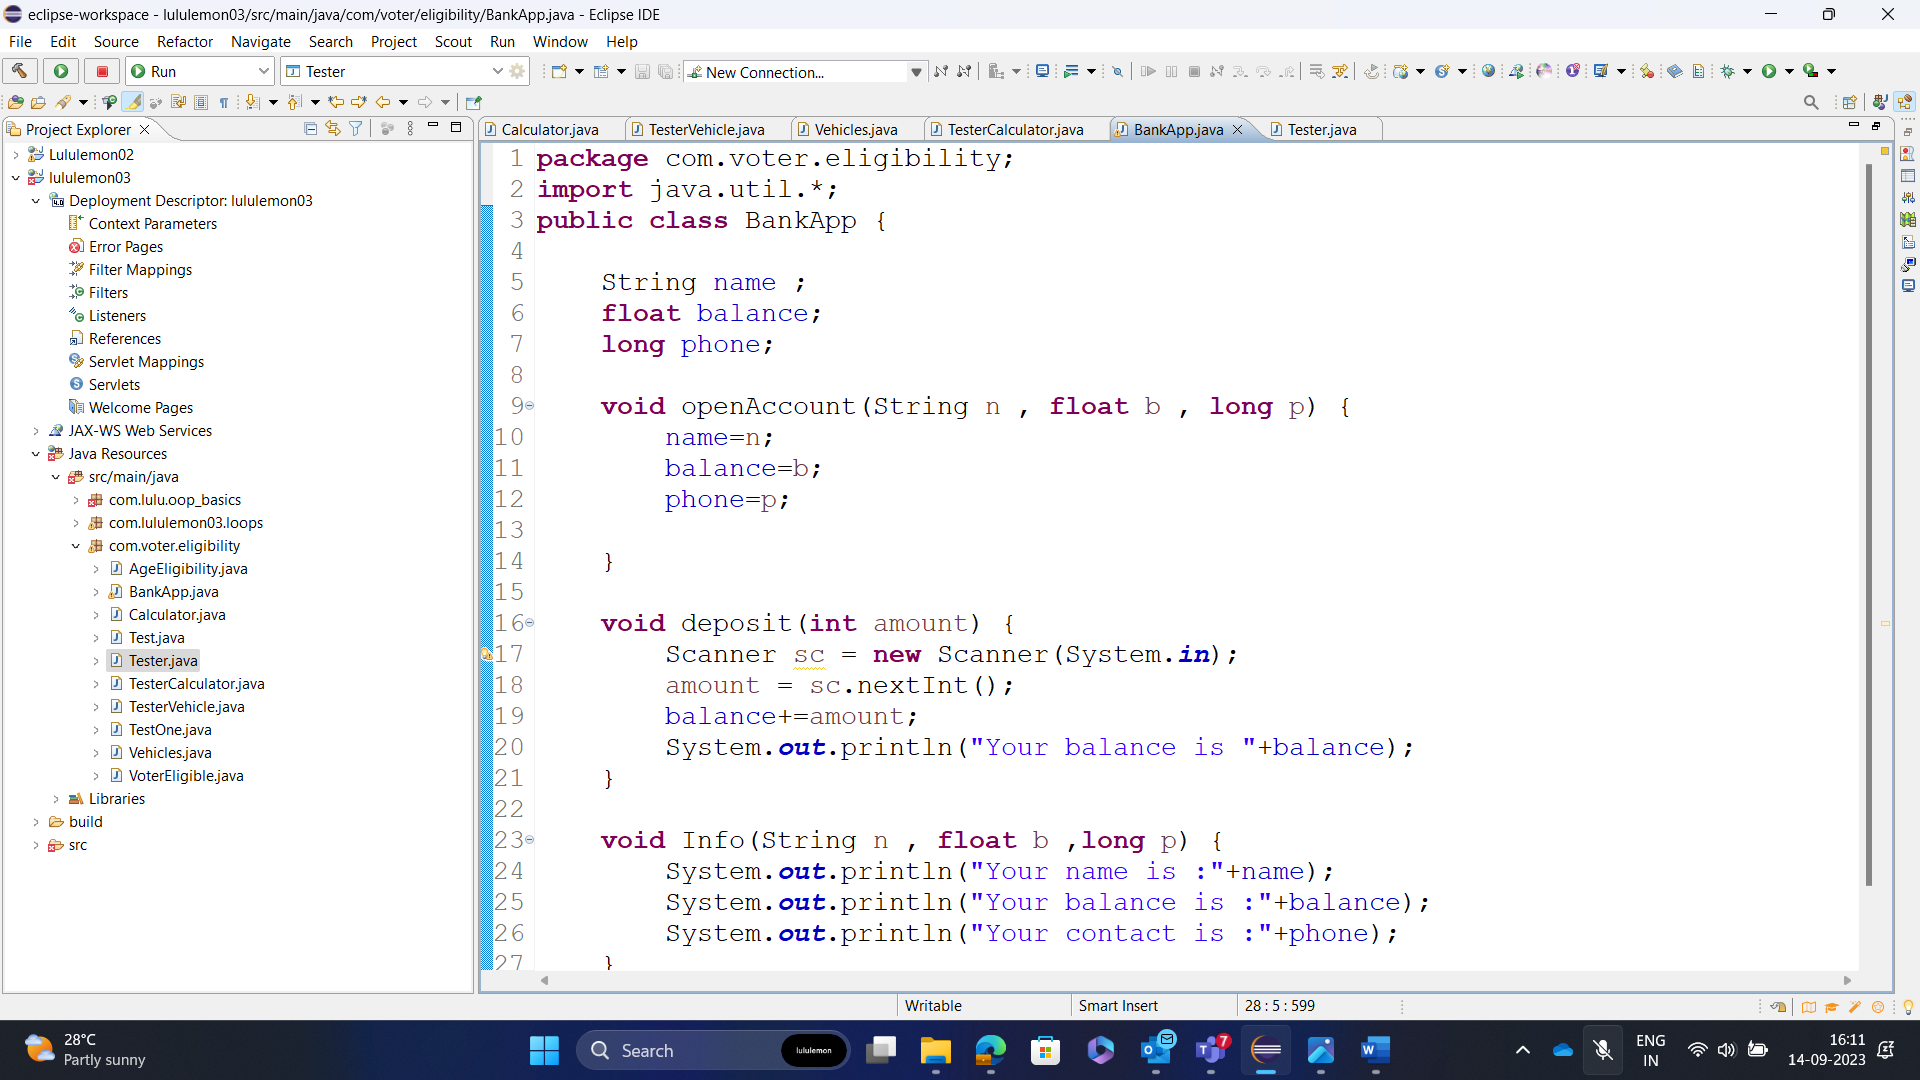 eclipse-workspace - lululemon03/src/main/java/com/voter/eligibility/BankApp.java - Eclipse IDE
File Edit Source Refactor Navigate Search Project Scout Run Window Help
Run Tester New Connection...
Project Explorer
Calculator.java TesterVehicle.java Vehicles.java TesterCalculator.java BankApp.java Tester.java
Lululemon02
lululemon03
Deployment Descriptor: lululemon03
Context Parameters
Error Pages
Filter Mappings
Filters
Listeners
References
Servlet Mappings
Servlets
Welcome Pages
JAX-WS Web Services
Java Resources
src/main/java
com.lulu.oop_basics
com.lululemon03.loops
com.voter.eligibility
AgeEligibility.java
BankApp.java
Calculator.java
Test.java
Tester.java
TesterCalculator.java
TesterVehicle.java
TestOne.java
Vehicles.java
VoterEligible.java
Libraries
build
src
1 package com.voter.eligibility;
2 import java.util.*;
3 public class BankApp {
4
5 String name ;
6 float balance;
7 long phone;
8
9 void openAccount(String n , float b , long p) {
10 name=n;
11 balance=b;
12 phone=p;
13
14 }
15
16 void deposit(int amount) {
17 Scanner sc = new Scanner(System.in);
18 amount = sc.nextInt();
19 balance+=amount;
20 System.out.println("Your balance is "+balance);
21 }
22
23 void Info(String n , float b ,long p) {
24 System.out.println("Your name is :"+name);
25 System.out.println("Your balance is :"+balance);
26 System.out.println("Your contact is :"+phone);
27 }
Writable Smart Insert 28 : 5 : 599
28°C
Partly sunny
Search
lululemon
7
ENG
IN
16:11
14-09-2023